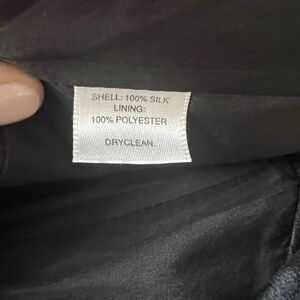 SHELL: 100% SILK
LINING:
100% POLYESTER
DRYCLEAN.